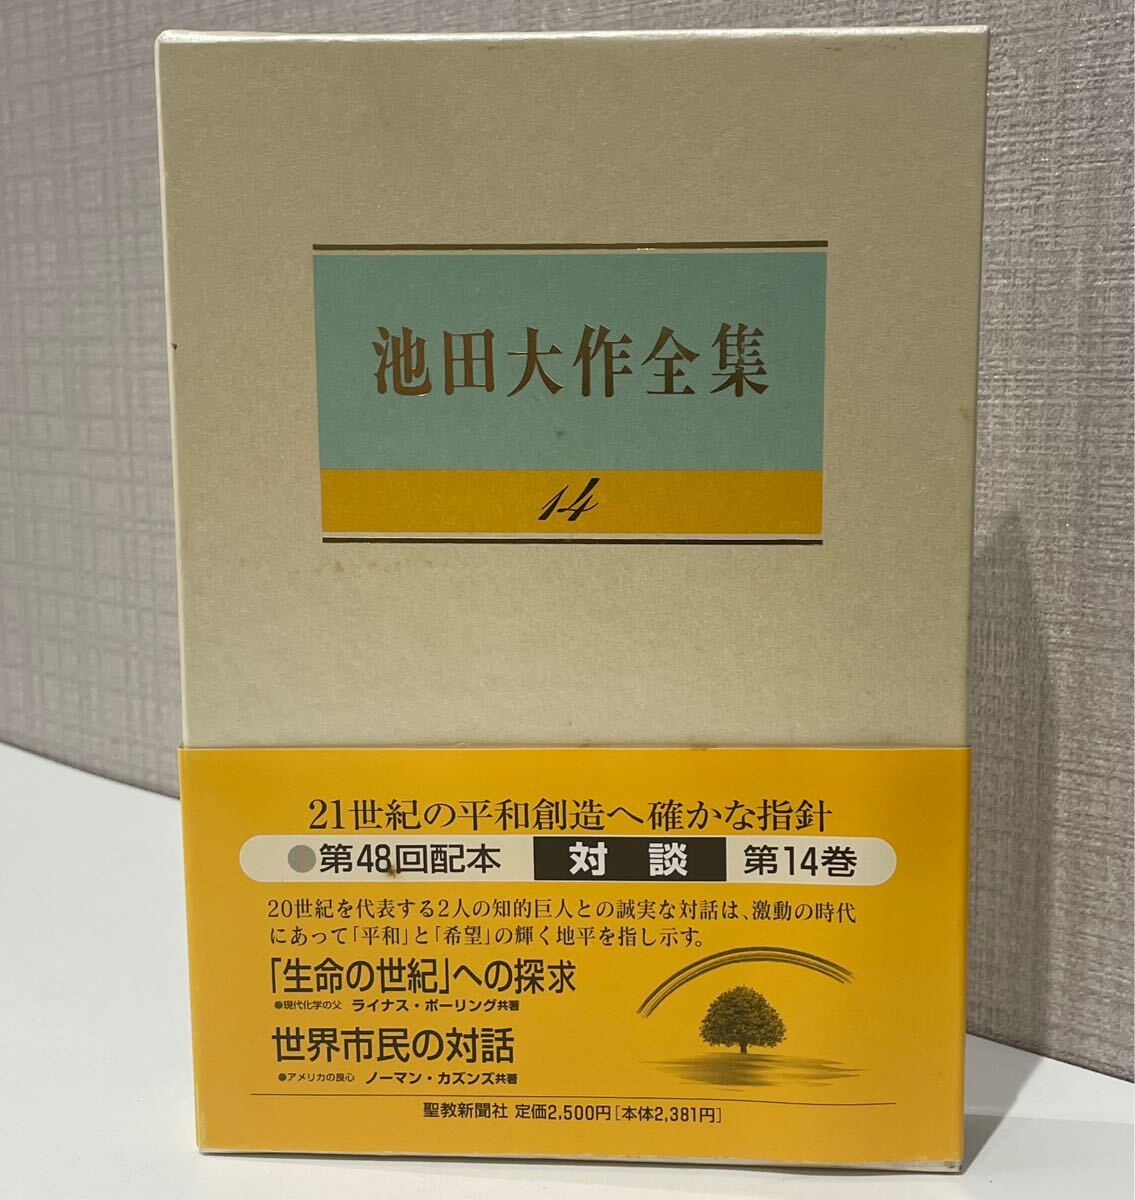 池田大作全集
14
21世紀の平和創造へ確かな指針
●第48回配本 対談 第14巻
20世紀を代表する2人の知的巨人との誠実な対話は、激動の時代
にあって「平和」と「希望」の輝く地平を指し示す。
「生命の世紀」への探求
●現代化学の父 ライナス・ポーリング共著
世界市民の対話
●アメリカの良心 ノーマン・カズンズ共著
聖教新聞社 定価2,500円[本体2,381円]